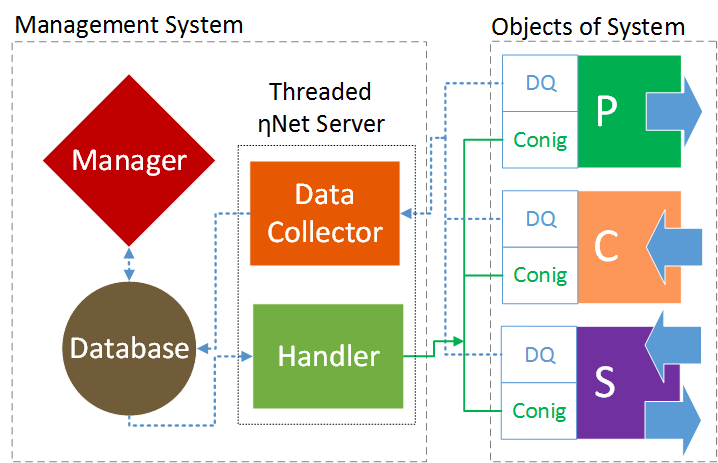 Management System
Objects of System
Threaded
ηNet Server
Manager
Data
Collector
Database
Handler
DQ
Conig
P
DQ
Conig
C
DQ
Conig
S